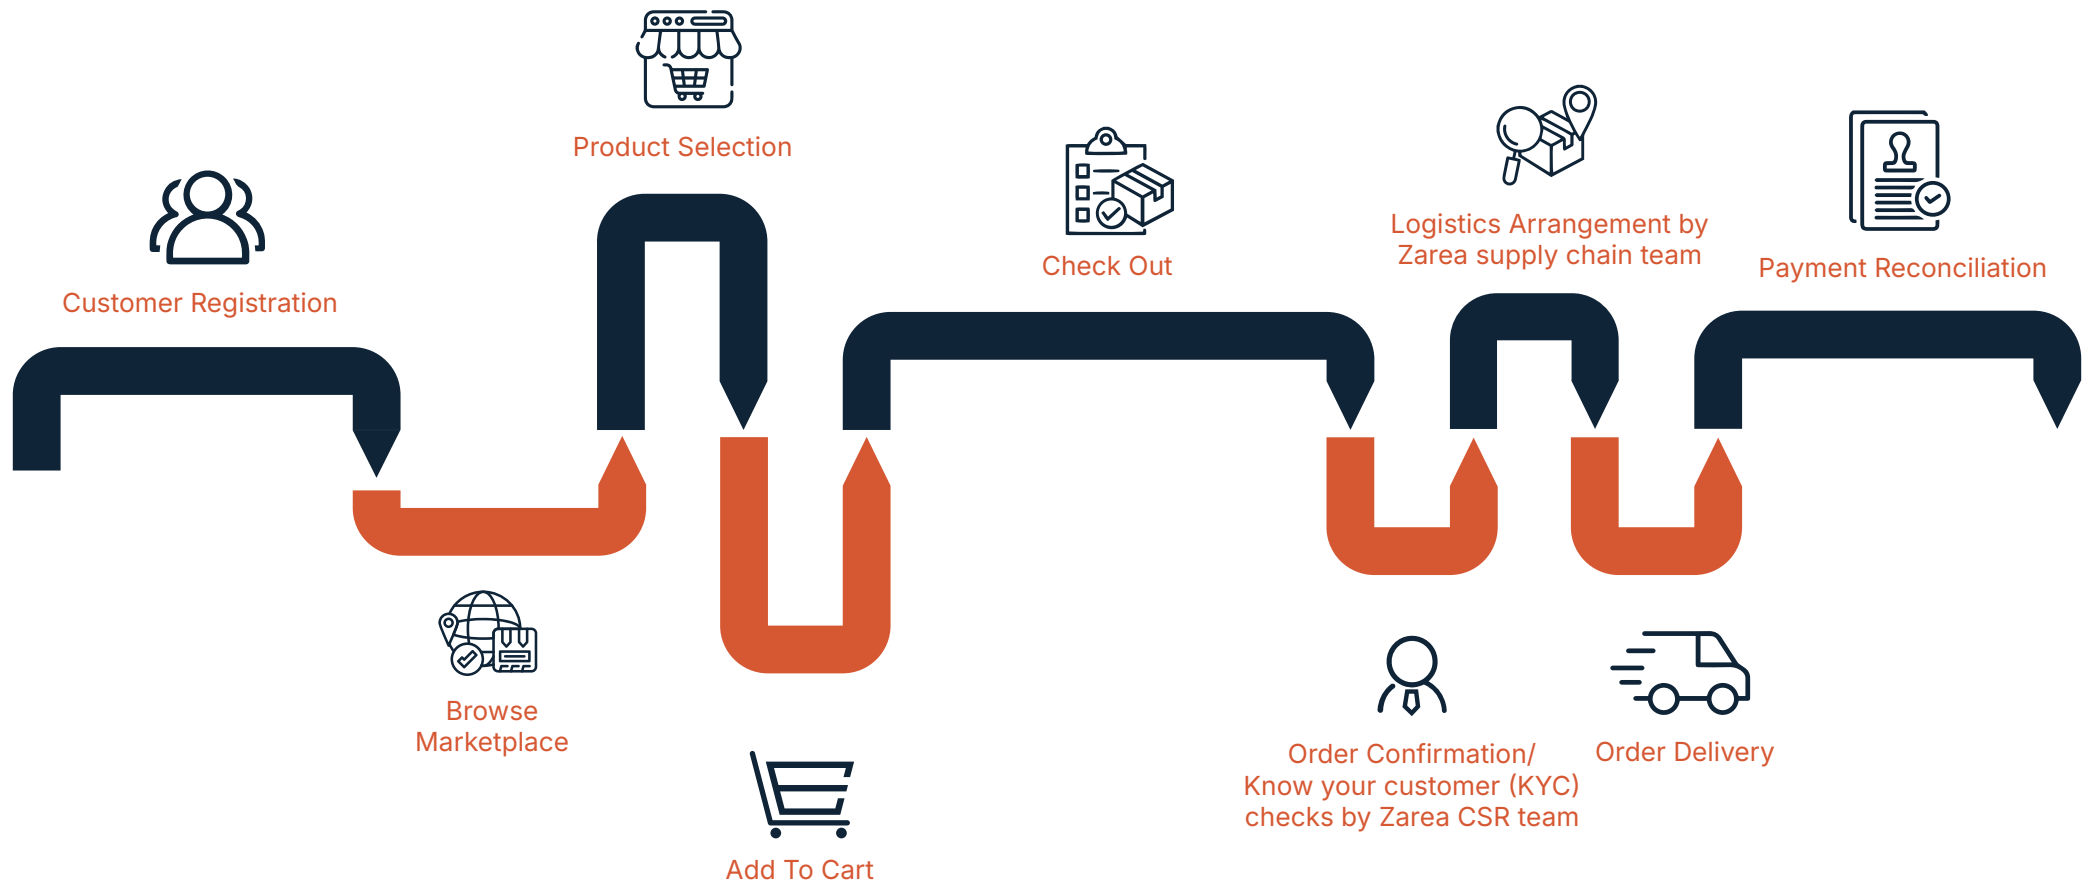 Customer Registration
Browse
Marketplace
Product Selection
Add To Cart
Check Out
Order Confirmation/
Know your customer (KYC)
checks by Zarea CSR team
Logistics Arrangement by
Zarea supply chain team
Order Delivery
Payment Reconciliation